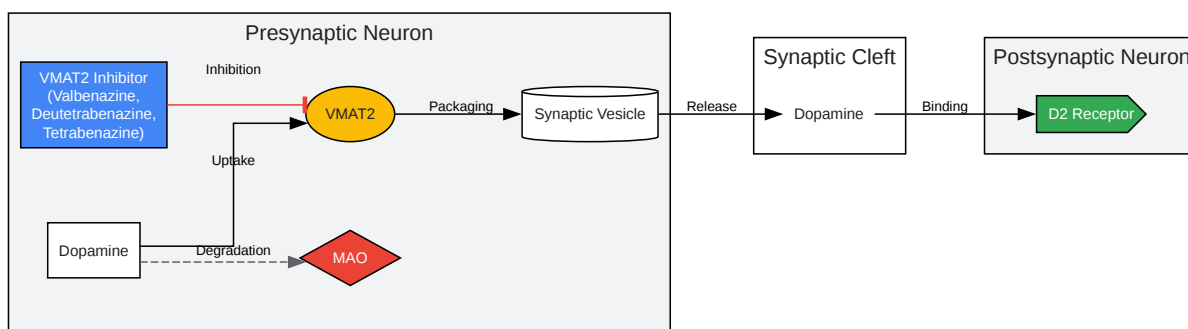 Presynaptic Neuron
VMAT2 Inhibitor
(Valbenazine,
Deutetrabenazine,
Tetrabenazine)
Inhibition
VMAT2
Packaging
Synaptic Vesicle
Release
Synaptic Cleft
Dopamine
Binding
Postsynaptic Neuron
D2 Receptor
Uptake
Dopamine
Degradation
MAO